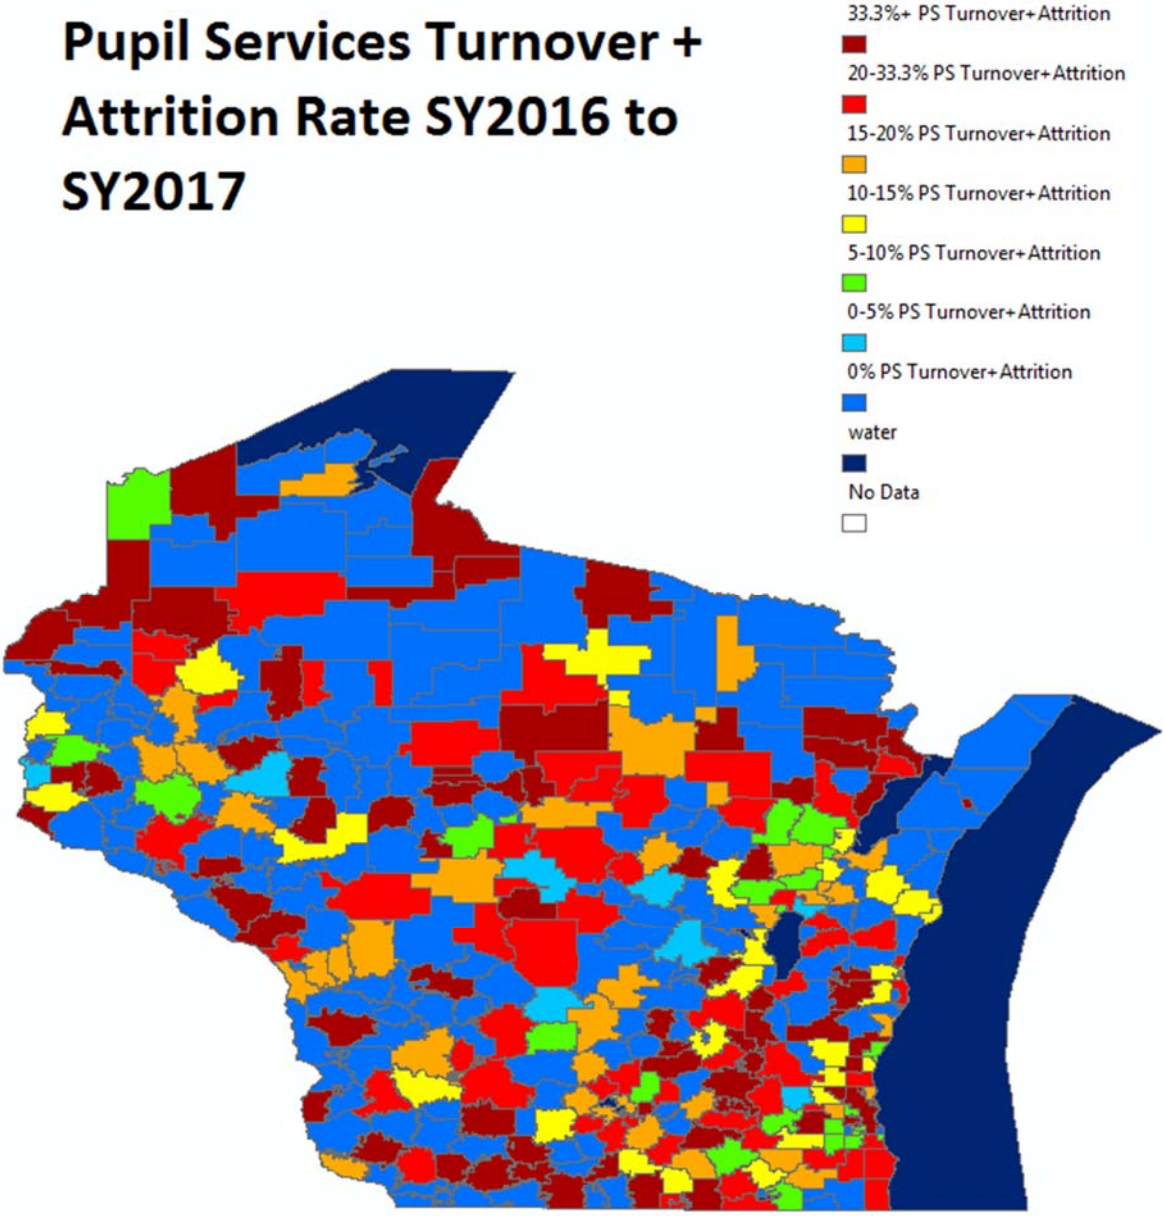 Pupil Services Turnover +
Attrition Rate SY2016 to
SY2017
33.3%+ PS Turnover+Attrition
20-33.3% PS Turnover+Attrition
15-20% PS Turnover+Attrition
10-15% PS Turnover+Attrition
5-10% PS Turnover+Attrition
0-5% PS Turnover+Attrition
0% PS Turnover+Attrition
water
No Data